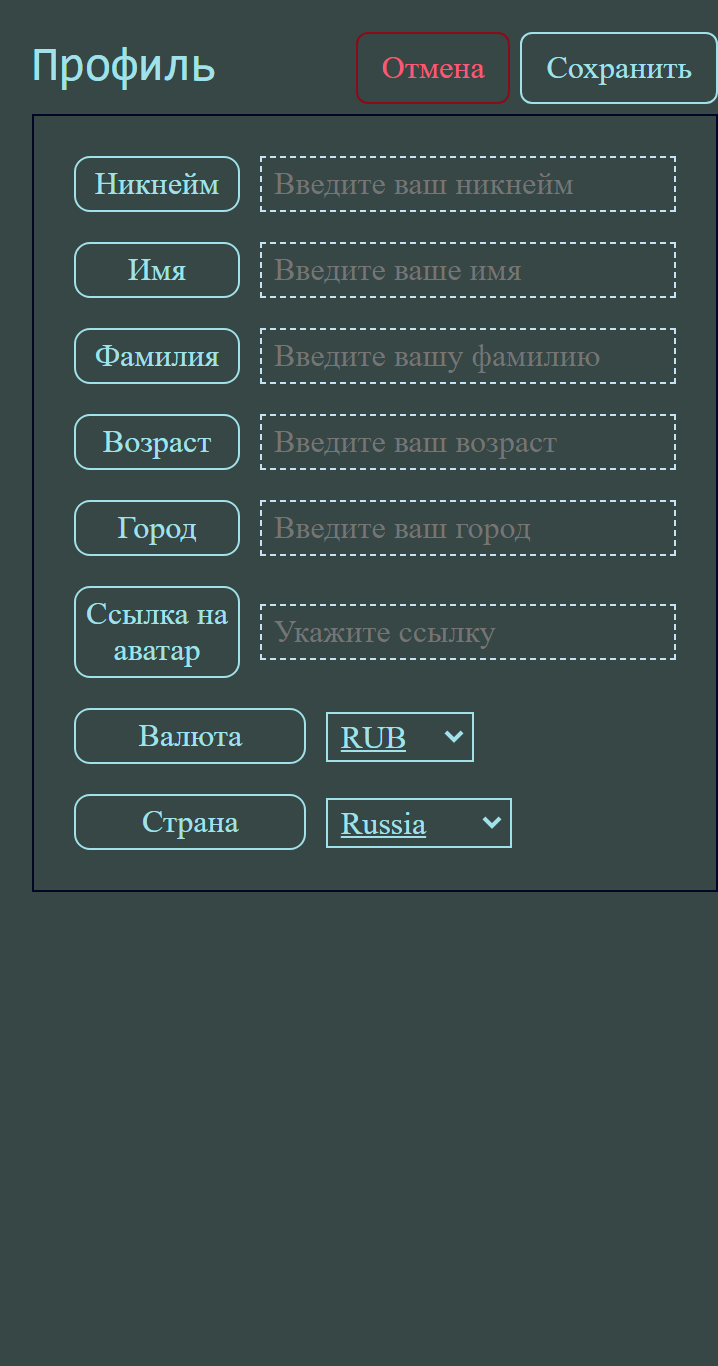 Профиль
Отмена
Сохранить
Никнейм
Введите ваш никнейм
Имя
Введите ваше имя
Фамилия
Введите вашу фамилию
Возраст
Введите ваш возраст
Город
Введите ваш город
Ссылка на
аватар
Укажите ссылку
Валюта
RUB
Страна
Russia